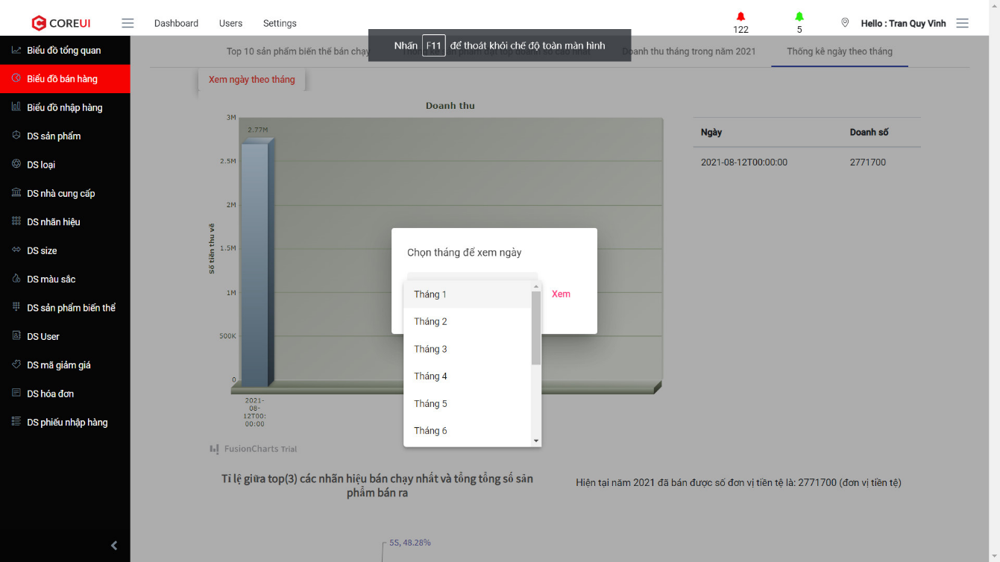 COREUI
Dashboard
Users
Settings
122
5
Hello : Tran Quy Vinh
Nhấn F11 để thoát khỏi chế độ toàn màn hình
Biểu đồ tổng quan
Biểu đồ bán hàng
Biểu đồ nhập hàng
DS sản phẩm
DS loại
DS nhà cung cấp
DS nhãn hiệu
DS size
DS màu sắc
DS sản phẩm biến thể
DS User
DS mã giảm giá
DS hóa đơn
DS phiếu nhập hàng
Top 10 sản phẩm biến thể bán chạy
Doanh thu tháng trong năm 2021
Thống kê ngày theo tháng
Xem ngày theo tháng
Doanh thu
3M
2.77M
2.5M
2M
1.5M
1M
500K
0
Số tiền thu về
2021-
08-
12T00:
00:00
FusionCharts Trial
Ngày
Doanh số
2021-08-12T00:00:00
2771700
Chọn tháng để xem ngày
Xem
Tháng 1
Tháng 2
Tháng 3
Tháng 4
Tháng 5
Tháng 6
Tỉ lệ giữa top(3) các nhãn hiệu bán chạy nhất và tổng tổng số sản
phẩm bán ra
55, 48.28%
Hiện tại năm 2021 đã bán được số đơn vị tiền tệ là: 2771700 (đơn vị tiền tệ)